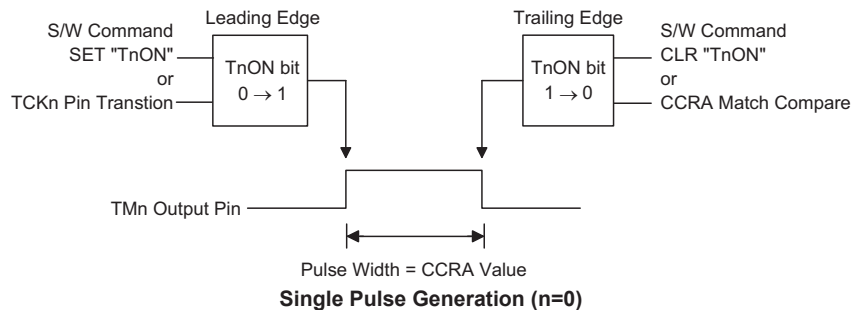 Leading Edge
S/W Command
SET "TnON"
or
TCKn Pin Transtion
TnON bit
0 → 1
Trailing Edge
TnON bit
1 → 0
S/W Command
CLR "TnON"
or
CCRA Match Compare
TMn Output Pin
Pulse Width = CCRA Value
Single Pulse Generation (n=0)